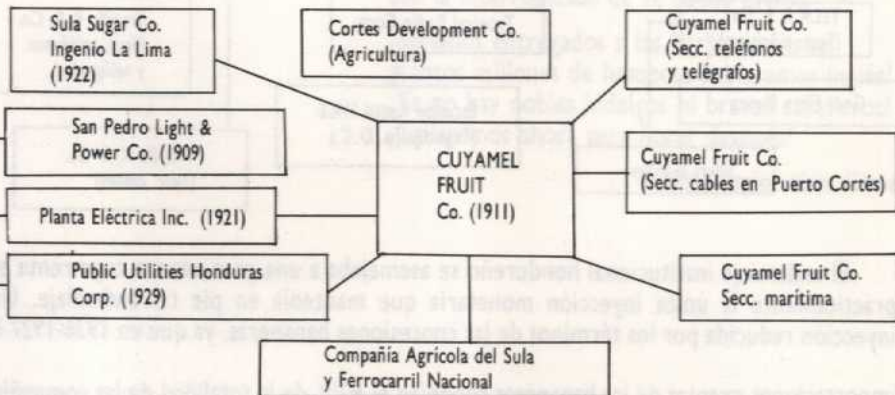 Sula Sugar Co.
Ingenio La Lima
(1922)
Cortes Development Co.
(Agricultura)
Cuyamel Fruit Co.
(Secc. teléfonos
y telégrafos)
San Pedro Light &
Power Co. (1909)
CUYAMEL
FRUIT
Co. (1911)
Cuyamel Fruit Co.
(Secc. cables en Puerto Cortés)
Planta Eléctrica Inc. (1921)
Public Utilities Honduras
Corp. (1929)
Cuyamel Fruit Co.
Secc. marítima
Compañía Agrícola del Sula
y Ferrocarril Nacional